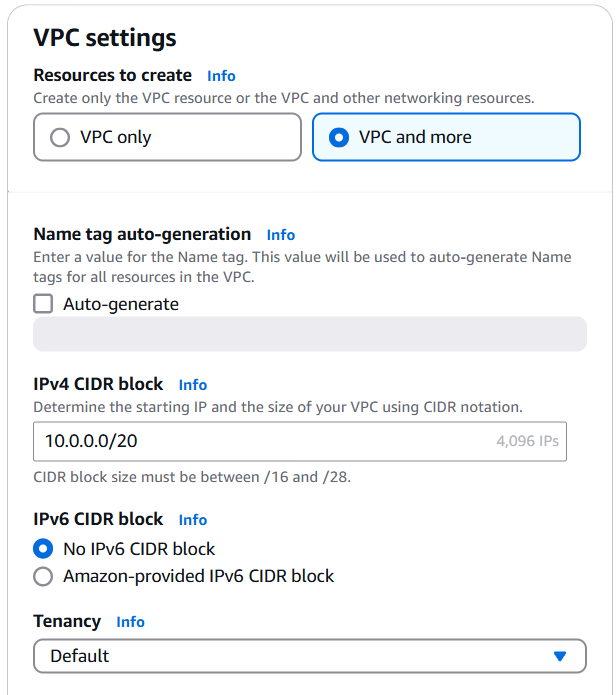 VPC settings
Resources to create Info
Create only the VPC resource or the VPC and other networking resources.
VPC only
VPC and more
Name tag auto-generation Info
Enter a value for the Name tag. This value will be used to auto-generate Name
tags for all resources in the VPC.
Auto-generate
IPv4 CIDR block Info
Determine the starting IP and the size of your VPC using CIDR notation.
10.0.0.0/20 4,096 IPs
CIDR block size must be between /16 and /28.
IPv6 CIDR block Info
No IPv6 CIDR block
Amazon-provided IPv6 CIDR block
Tenancy Info
Default